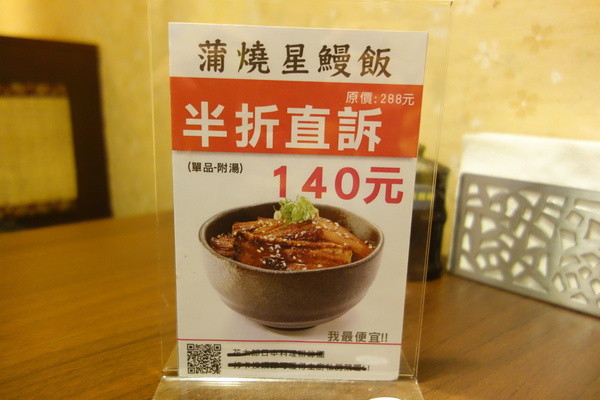 蒲燒星鰻飯
原價:288元
半折直訴
(單品-附湯)
140元
我最便宜!!